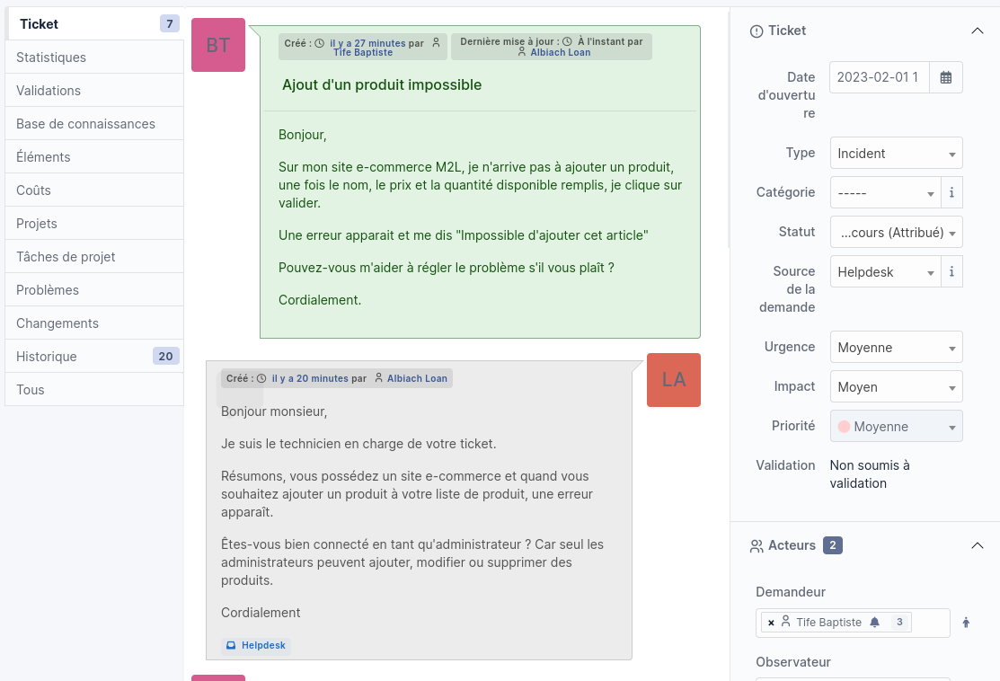 Ticket 7
Statistiques
Validations
Base de connaissances
Éléments
Coûts
Projets
Tâches de projet
Problèmes
Changements
Historique 20
Tous
BT
Créé : il y a 27 minutes par
Tife Baptiste
Dernière mise à jour : À l'instant par
Albiach Loan
Ajout d'un produit impossible
Bonjour,
Sur mon site e-commerce M2L, je n'arrive pas à ajouter un produit,
une fois le nom, le prix et la quantité disponible remplis, je clique sur
valider.
Une erreur apparait et me dis "Impossible d'ajouter cet article"
Pouvez-vous m'aider à régler le problème s'il vous plaît ?
Cordialement.
LA
Créé : il y a 20 minutes par Albiach Loan
Bonjour monsieur,
Je suis le technicien en charge de votre ticket.
Résumons, vous possédez un site e-commerce et quand vous
souhaitez ajouter un produit à votre liste de produit, une erreur
apparaît.
Êtes-vous bien connecté en tant qu'administrateur ? Car seul les
administrateurs peuvent ajouter, modifier ou supprimer des
produits.
Cordialement
Helpdesk
Ticket
Date
d'ouvertu
re
2023-02-01 1
Type
Incident
Catégorie
-----
i
Statut
...cours (Attribué)
Source
de la
demande
Helpdesk
i
Urgence
Moyenne
Impact
Moyen
Priorité
Moyenne
Validation
Non soumis à
validation
Acteurs 2
Demandeur
× Tife Baptiste 3
Observateur